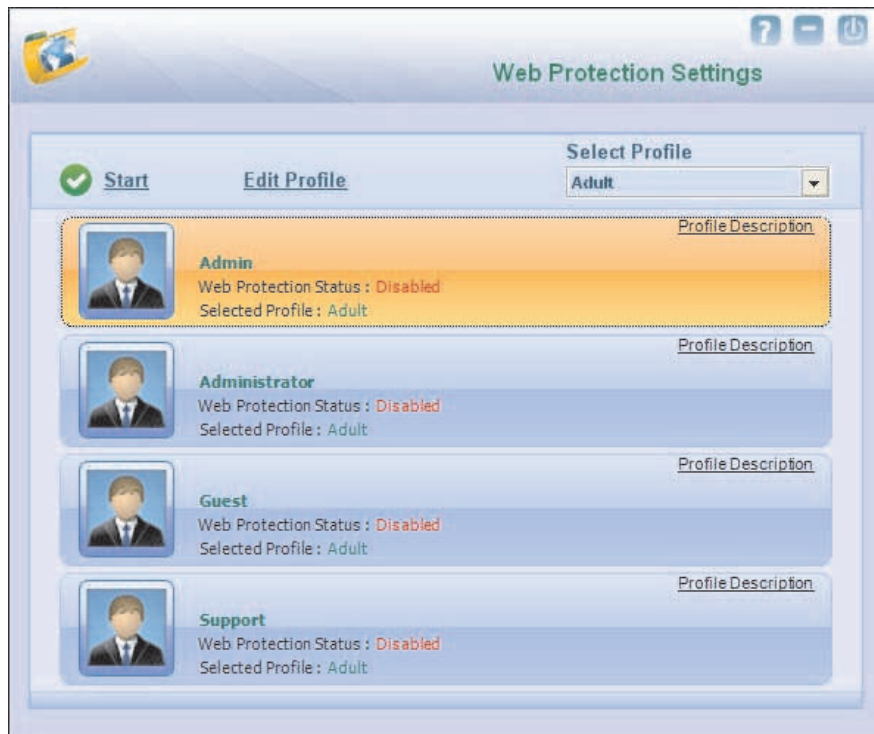 ?
Web Protection Settings
Select Profile
Start Edit Profile Adult
Profile Description
Admin
Web Protection Status : Disabled
Selected Profile : Adult
Profile Description
Administrator
Web Protection Status : Disabled
Selected Profile : Adult
Profile Description
Guest
Web Protection Status : Disabled
Selected Profile : Adult
Profile Description
Support
Web Protection Status : Disabled
Selected Profile : Adult